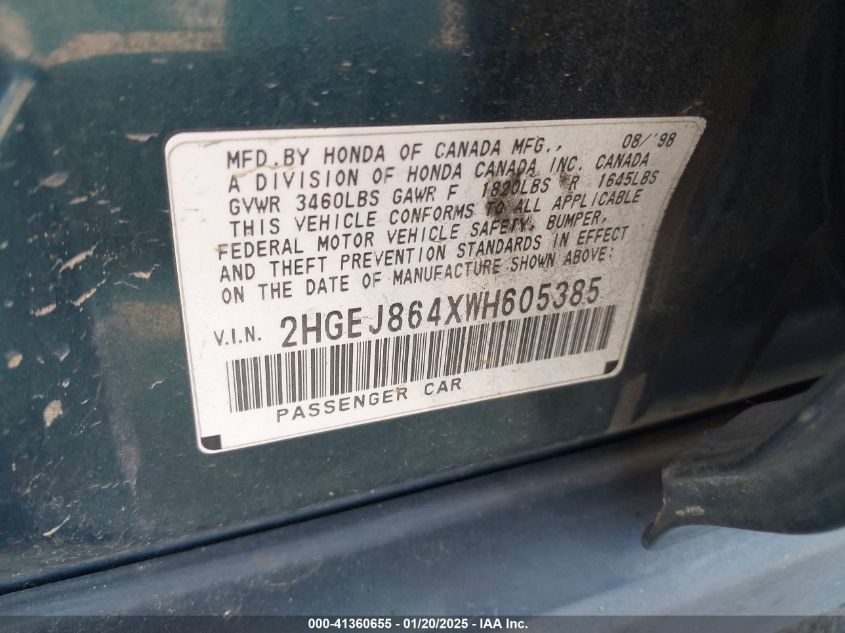 MFD.BY HONDA OF CANADA MFG., 08/'98
A DIVISION OF HONDA CANADA INC. CANADA
GVWR 3460LBS GAWR F 1820LBS R 1645LBS
THIS VEHICLE CONFORMS TO ALL APPLICABLE
FEDERAL MOTOR VEHICLE SAFETY, BUMPER,
AND THEFT PREVENTION STANDARDS IN EFFECT
ON THE DATE OF MANUFACTURE SHOWN ABOVE:
V.I.N. 2HGEJ864XWH605385
PASSENGER CAR
000-41360655 - 01/20/2025 - IAA Inc.